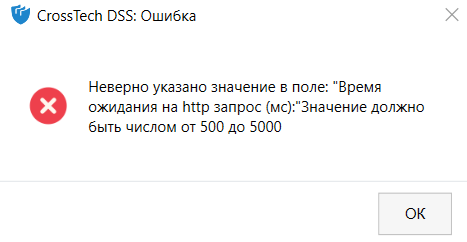 CrossTech DSS: Ошибка
Неверно указано значение в поле: "Время
ожидания на http запрос (мс):"Значение должно
быть числом от 500 до 5000
ОК